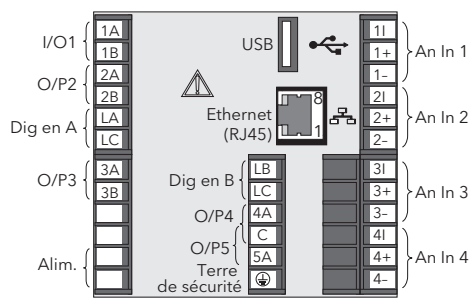 I/O1
1A
1B
O/P2
2A
2B
Dig en A
LA
LC
O/P3
3A
3B
Alim.
USB
Ethernet
(RJ45)
8
1
Dig en B
LB
LC
O/P4
4A
C
O/P5
5A
Terre
de sécurité
1I
1+
1–
An In 1
2I
2+
2–
An In 2
3I
3+
3–
An In 3
4I
4+
4–
An In 4